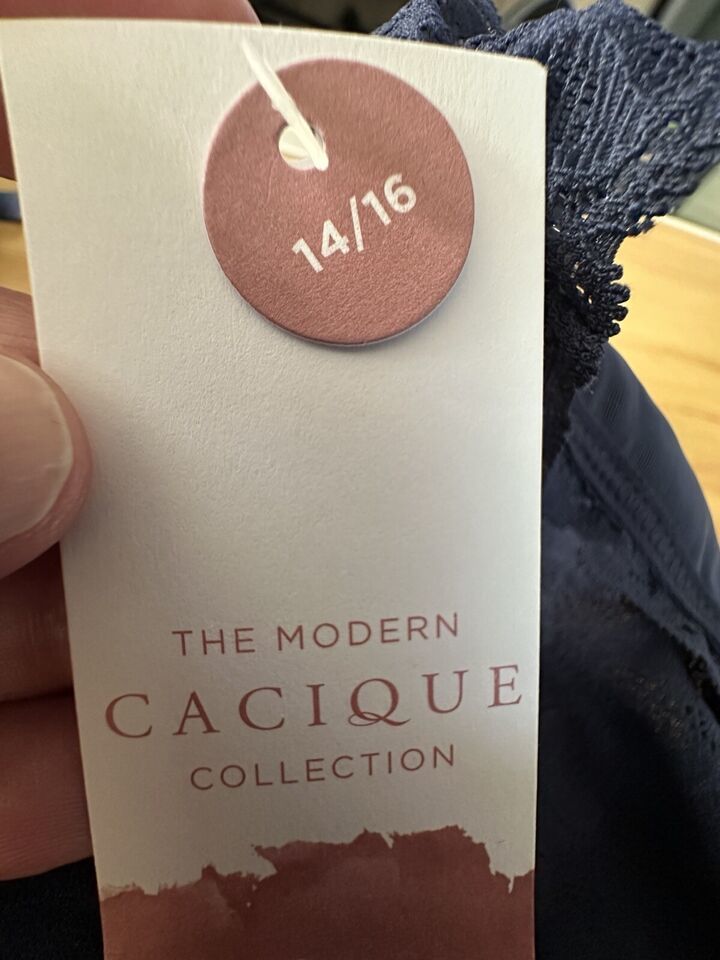 14/16
THE MODERN
CACIQUE
COLLECTION